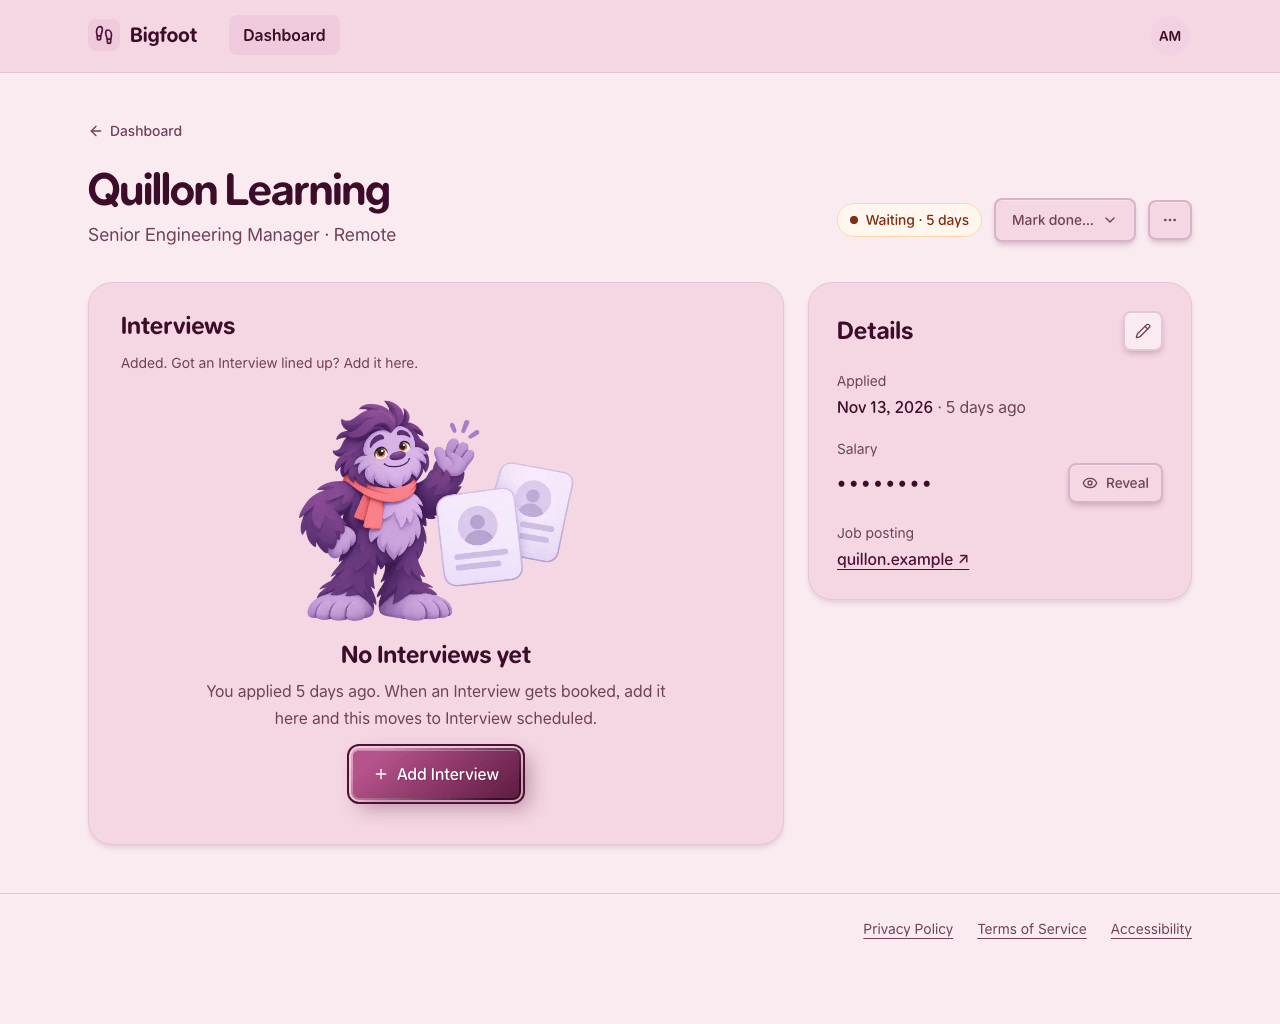 Bigfoot
Dashboard
AM
Dashboard
Quillon Learning
Senior Engineering Manager · Remote
Waiting · 5 days
Mark done...
Interviews
Added. Got an Interview lined up? Add it here.
No Interviews yet
You applied 5 days ago. When an Interview gets booked, add it
here and this moves to Interview scheduled.
Add Interview
Details
Applied
Nov 13, 2026 · 5 days ago
Salary
••••••••
Reveal
Job posting
quillon.example ↗
Privacy Policy
Terms of Service
Accessibility